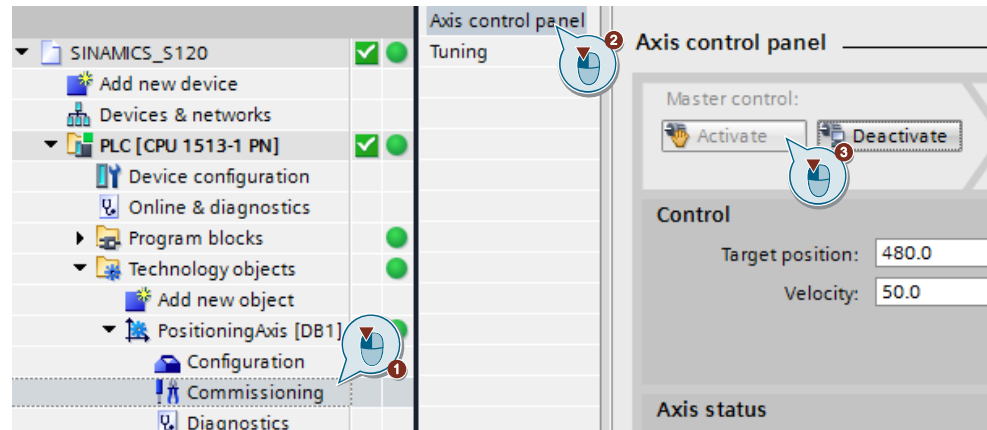 SINAMICS_S120
Add new device
Devices & networks
PLC [CPU 1513-1 PN]
Device configuration
Online & diagnostics
Program blocks
Technology objects
Add new object
PositioningAxis [DB1]
Configuration
1
Commissioning
Diagnostics
Axis control panel
2
Tuning
Axis control panel
Master control:
Activate
Deactivate
3
Control
Target position: 480.0
Velocity: 50.0
Axis status